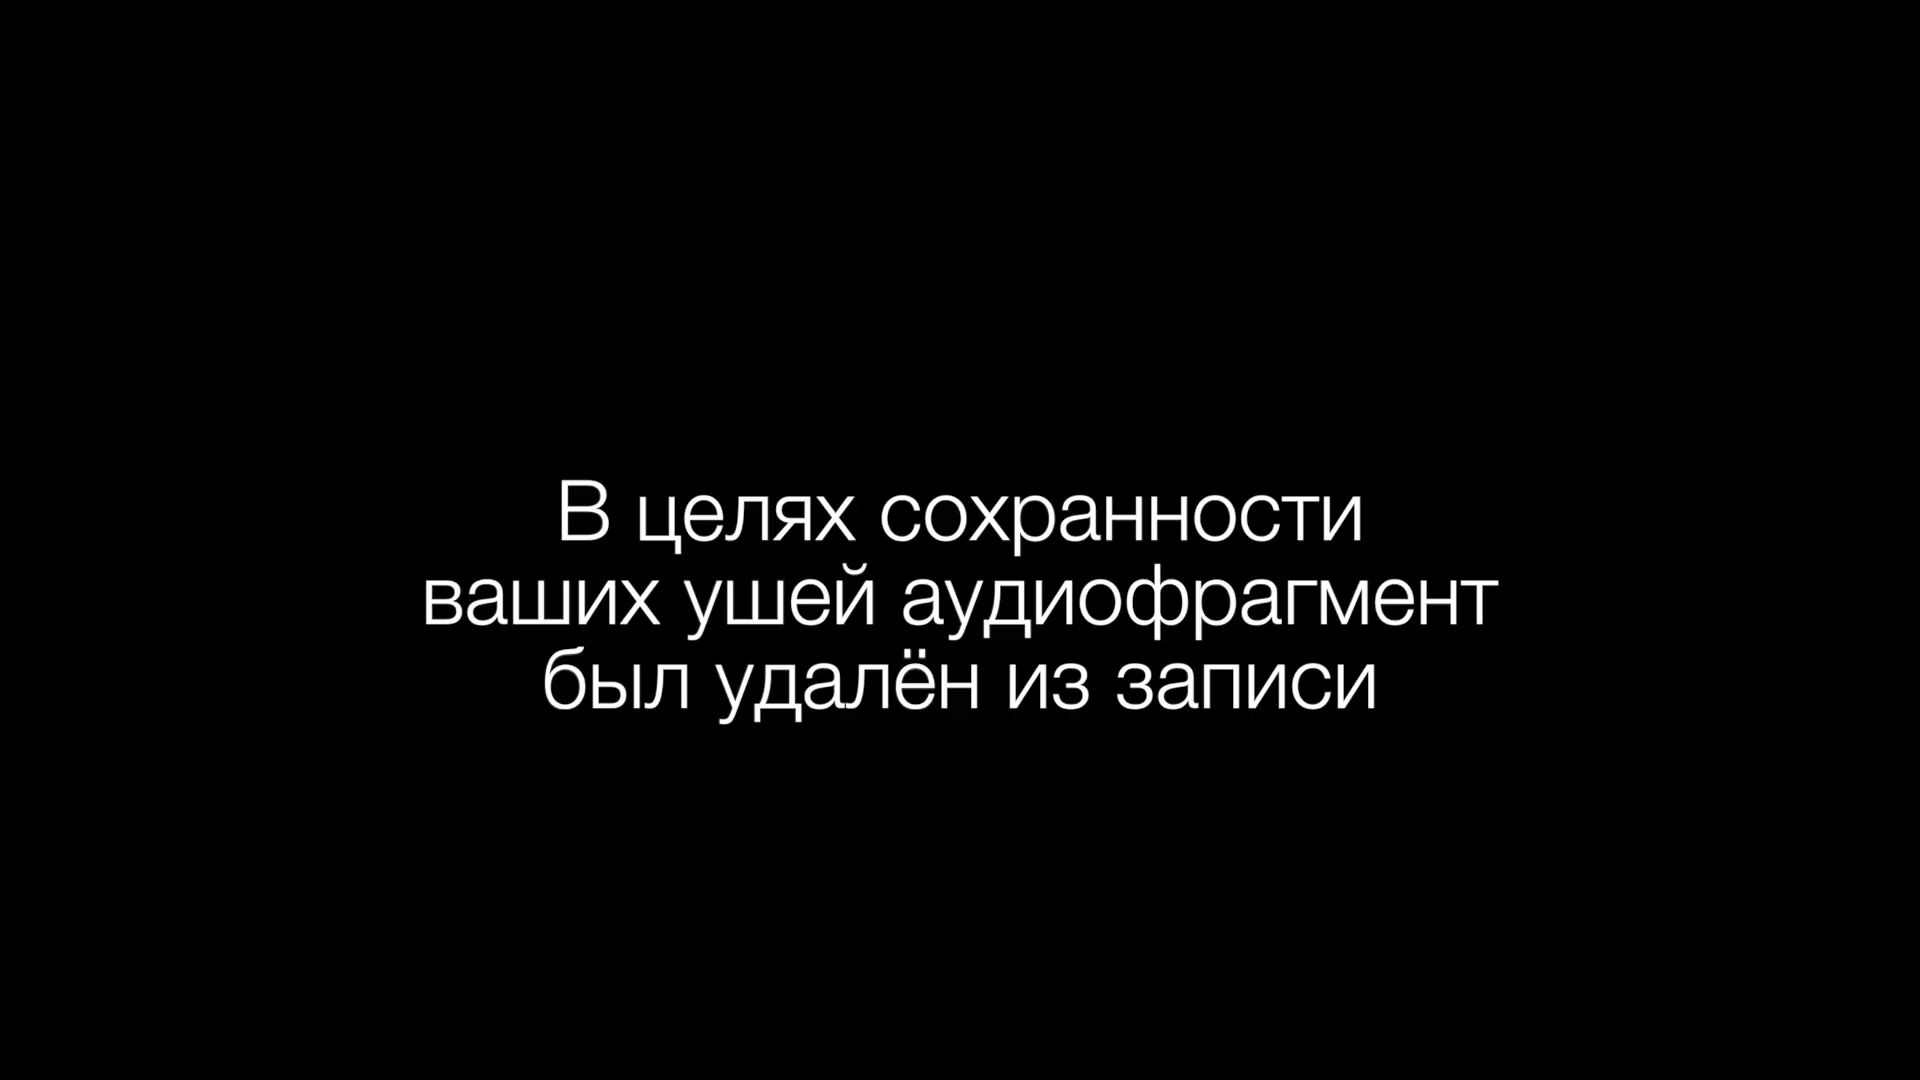 В целях сохранности
ваших ушей аудиофрагмент
был удалён из записи